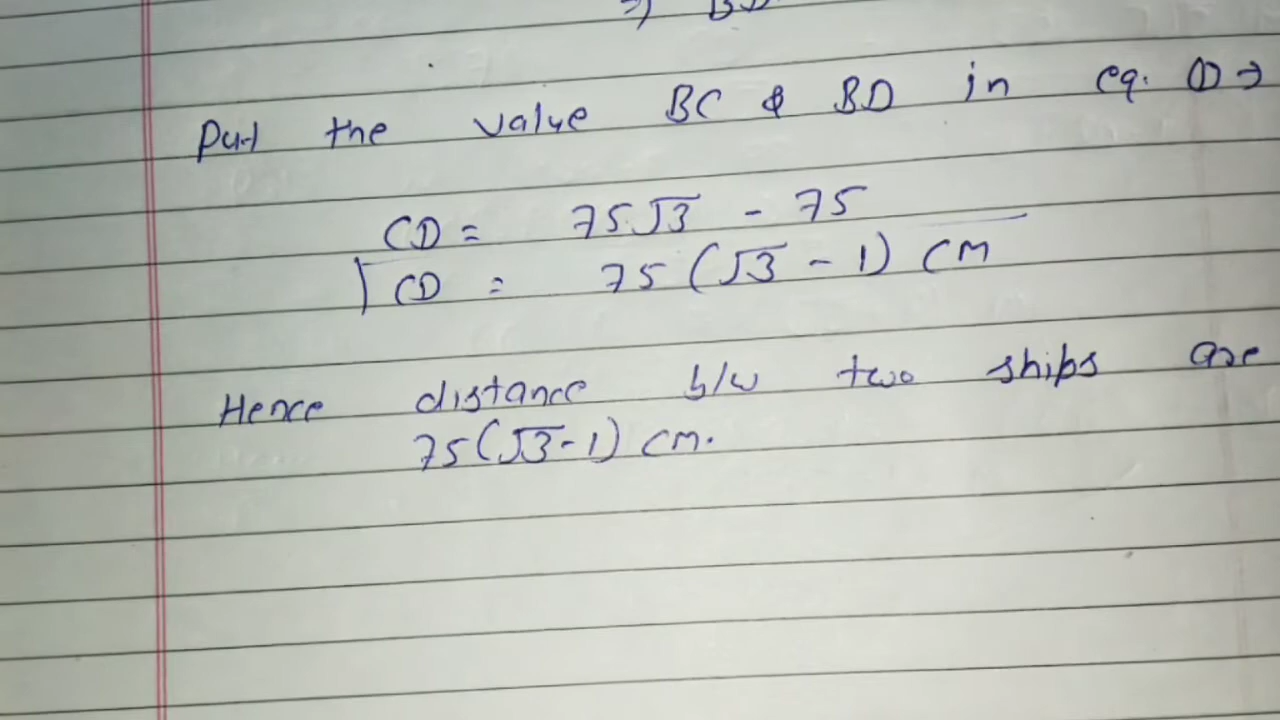 Put the value BC & BD in eq. ① →
CD = 75√3 - 75
CD = 75 (√3 - 1) cm
Hence distance b/w two ships are
75(√3-1) cm.